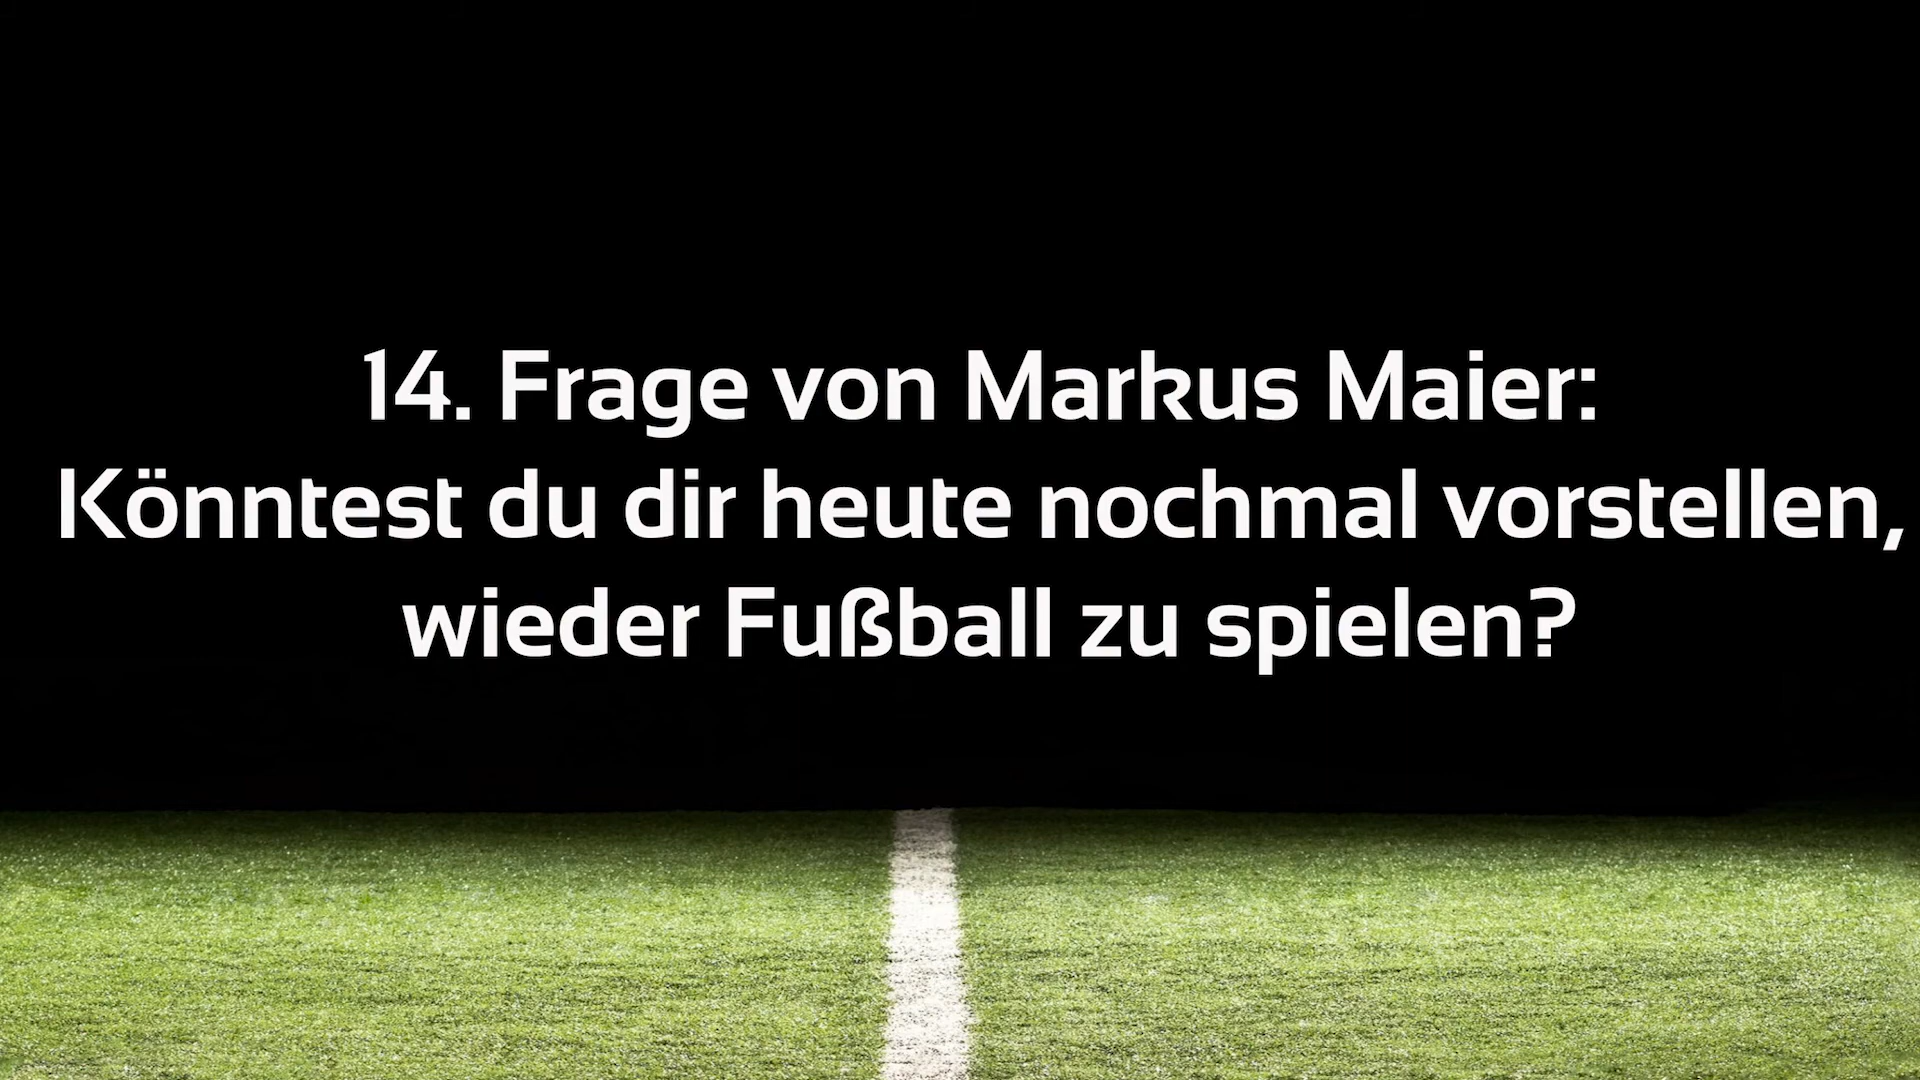 14. Frage von Markus Maier:
Könntest du dir heute nochmal vorstellen,
wieder Fußball zu spielen?